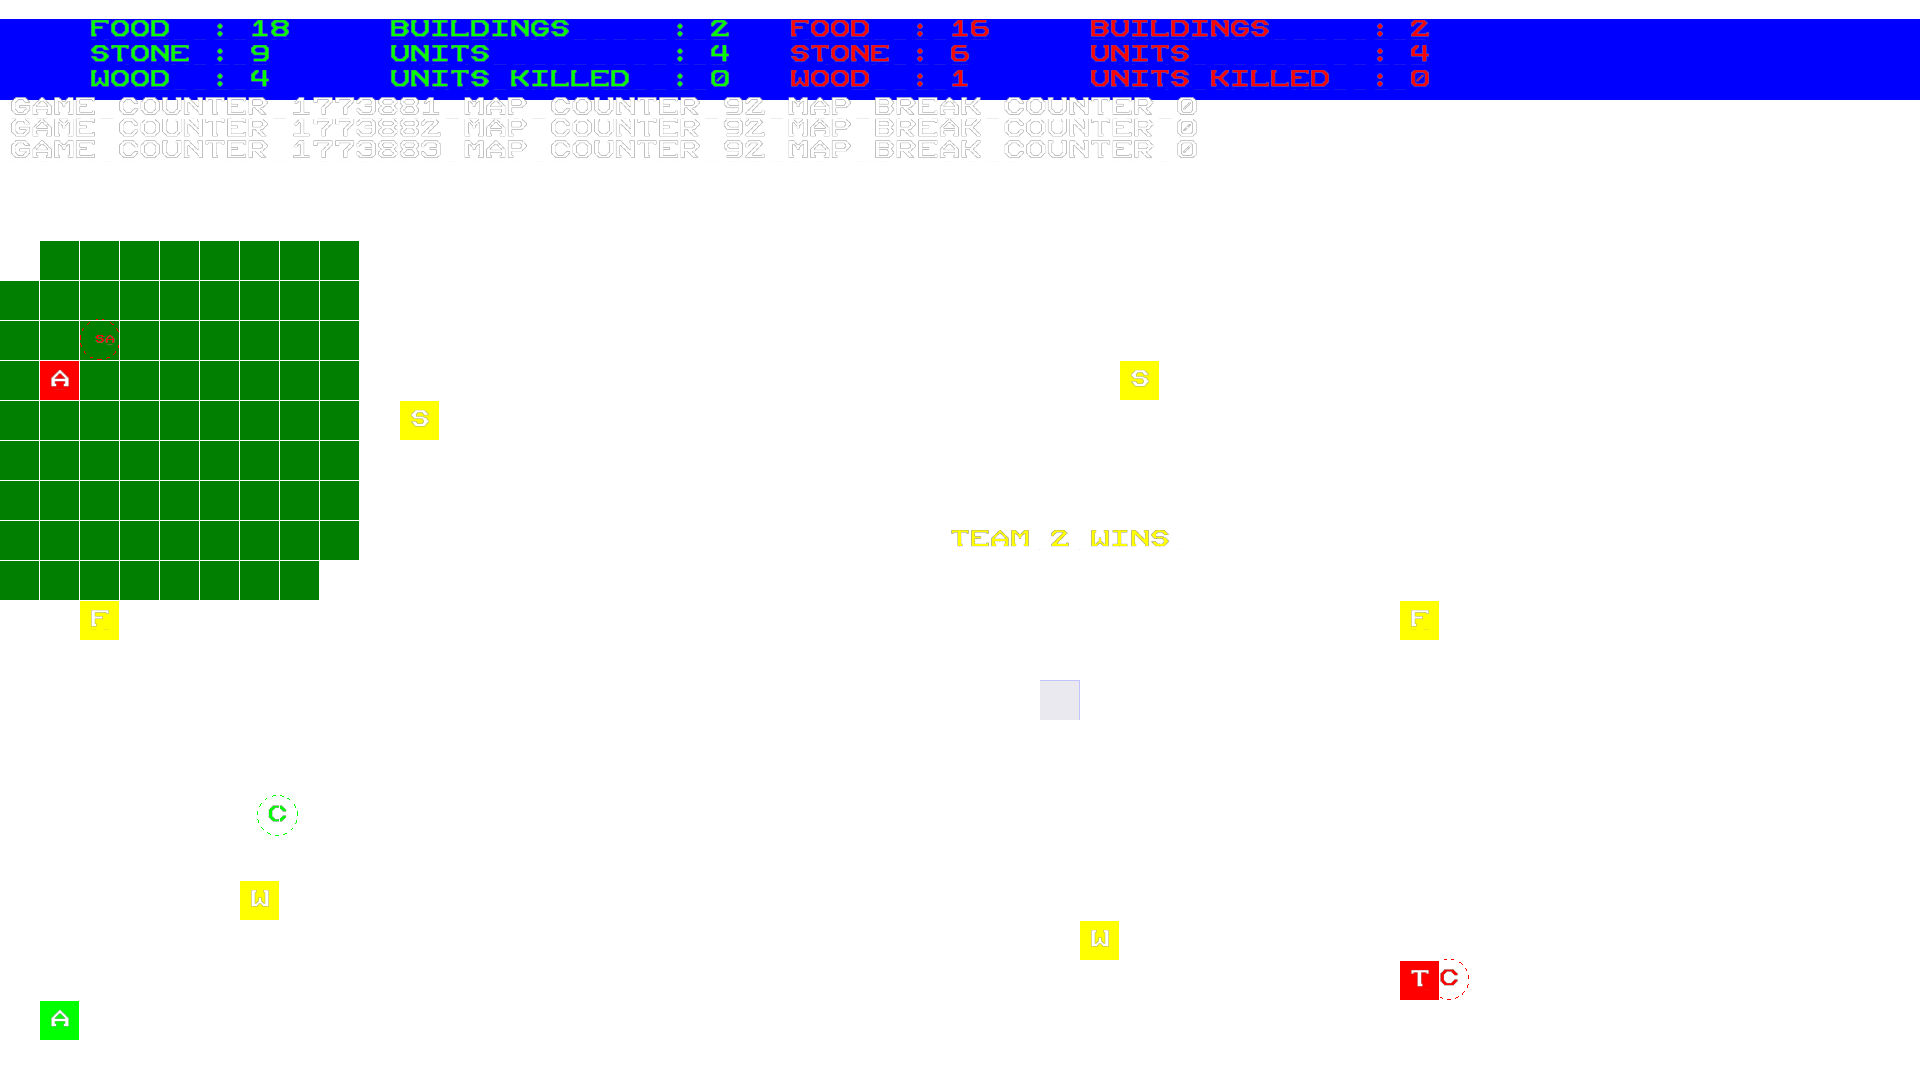 FOOD : 18 BUILDINGS : 2 FOOD : 16 BUILDINGS : 2
STONE : 9 UNITS : 4 STONE : 6 UNITS : 4
WOOD : 4 UNITS KILLED : 0 WOOD : 1 UNITS KILLED : 0
GAME COUNTER 1773881 MAP COUNTER 92 MAP BREAK COUNTER 0
GAME COUNTER 1773882 MAP COUNTER 92 MAP BREAK COUNTER 0
GAME COUNTER 1773883 MAP COUNTER 92 MAP BREAK COUNTER 0
A
S
S
TEAM 2 WINS
F
F
C
W
W
T C
A